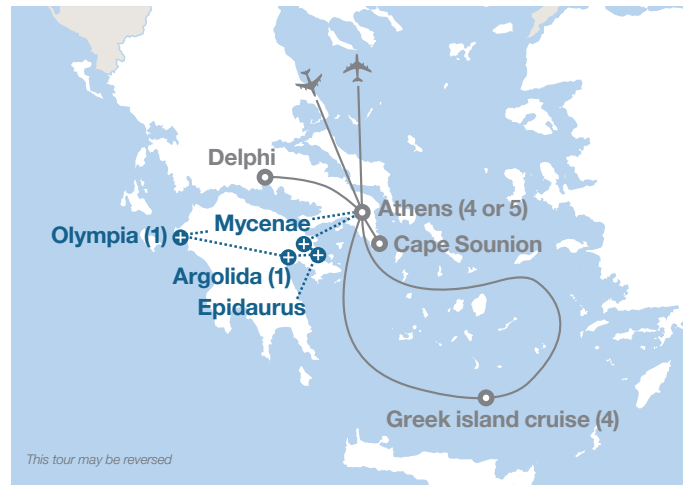 Delphi
Athens (4 or 5)
Mycenae
Olympia (1)
Cape Sounion
Argolida (1)
Epidaurus
Greek island cruise (4)
This tour may be reversed